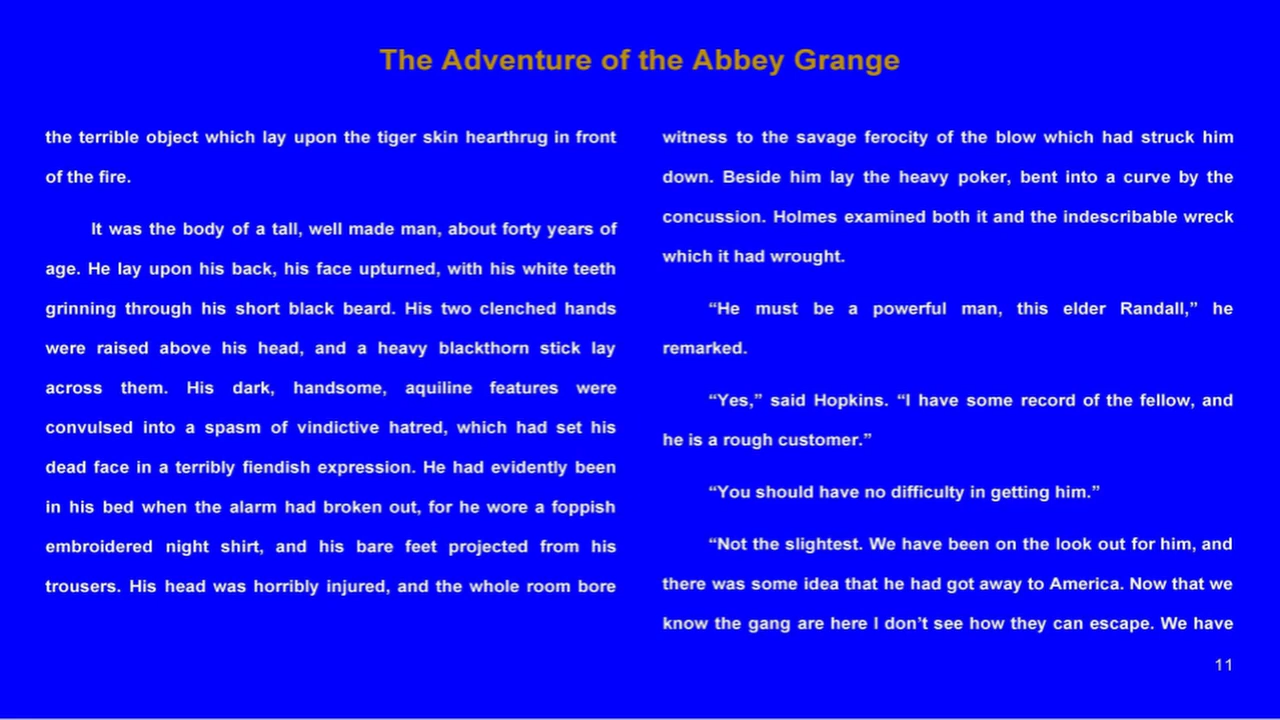 The Adventure of the Abbey Grange
the terrible object which lay upon the tiger skin hearthrug in front
of the fire.
It was the body of a tall, well made man, about forty years of
age. He lay upon his back, his face upturned, with his white teeth
grinning through his short black beard. His two clenched hands
were raised above his head, and a heavy blackthorn stick lay
across them. His dark, handsome, aquiline features were
convulsed into a spasm of vindictive hatred, which had set his
dead face in a terribly fiendish expression. He had evidently been
in his bed when the alarm had broken out, for he wore a foppish
embroidered night shirt, and his bare feet projected from his
trousers. His head was horribly injured, and the whole room bore
witness to the savage ferocity of the blow which had struck him
down. Beside him lay the heavy poker, bent into a curve by the
concussion. Holmes examined both it and the indescribable wreck
which it had wrought.
“He must be a powerful man, this elder Randall,” he
remarked.
“Yes,” said Hopkins. “I have some record of the fellow, and
he is a rough customer.”
“You should have no difficulty in getting him.”
“Not the slightest. We have been on the look out for him, and
there was some idea that he had got away to America. Now that we
know the gang are here I don’t see how they can escape. We have
11